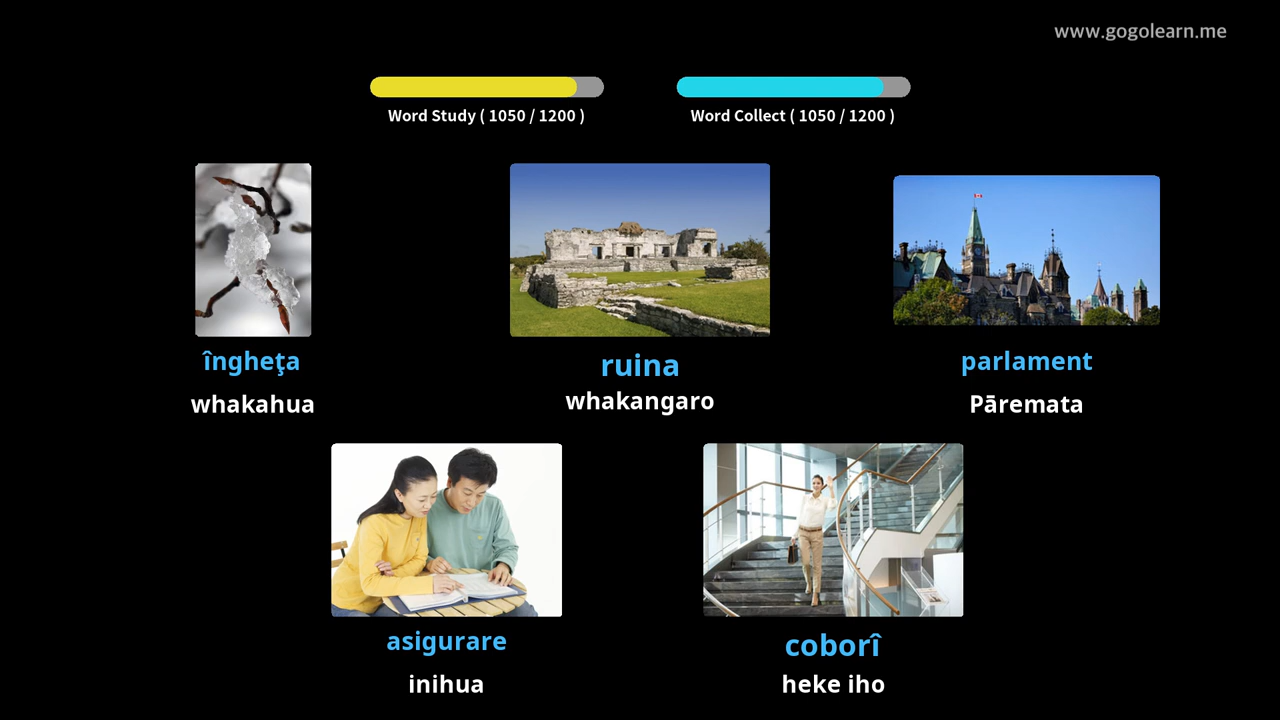 www.gogolearn.me
Word Study ( 1050 / 1200 )
Word Collect ( 1050 / 1200 )
îngheţa
whakahua
ruina
whakangaro
parlament
Pāremata
asigurare
inihua
coborî
heke iho